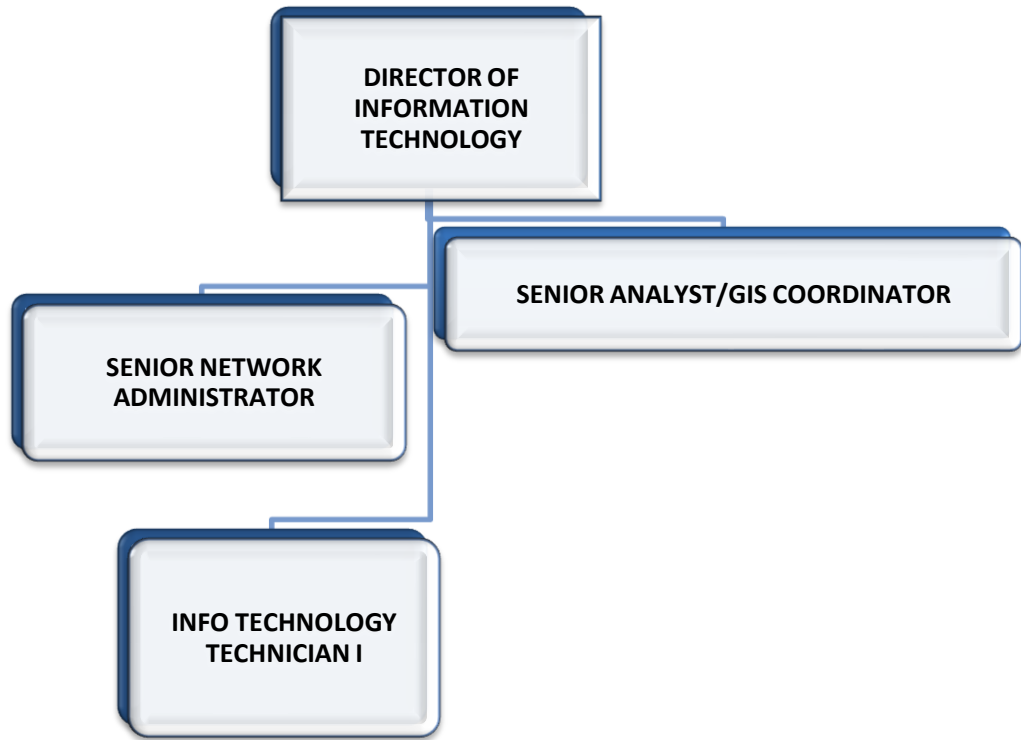 DIRECTOR OF
INFORMATION
TECHNOLOGY
SENIOR ANALYST/GIS COORDINATOR
SENIOR NETWORK
ADMINISTRATOR
INFO TECHNOLOGY
TECHNICIAN I